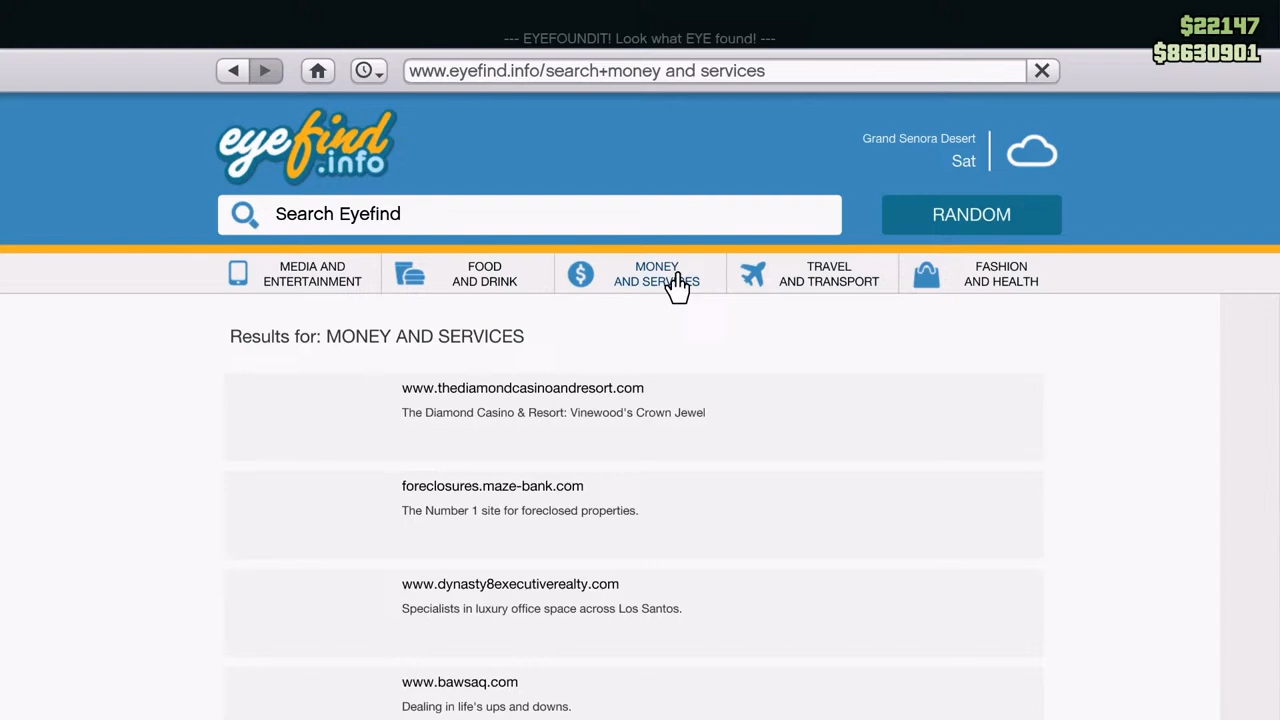 $22147
--- EYEFOUNDIT! Look what EYE found! ---
$8630901
www.eyefind.info/search+money and services
eyefind
.info
Grand Senora Desert
Sat
Search Eyefind
RANDOM
MEDIA AND
ENTERTAINMENT
FOOD
AND DRINK
MONEY
AND SERVICES
TRAVEL
AND TRANSPORT
FASHION
AND HEALTH
Results for: MONEY AND SERVICES
www.thediamondcasinoandresort.com
The Diamond Casino & Resort: Vinewood's Crown Jewel
foreclosures.maze-bank.com
The Number 1 site for foreclosed properties.
www.dynasty8executiverealty.com
Specialists in luxury office space across Los Santos.
www.bawsaq.com
Dealing in life's ups and downs.